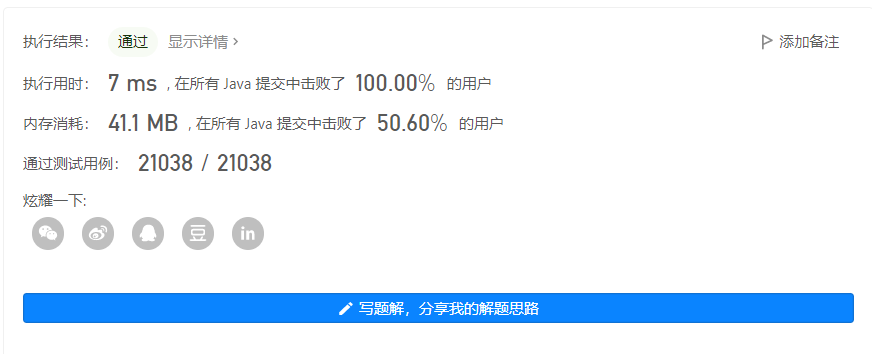 执行结果： 通过 显示详情 › 添加备注
执行用时： 7 ms , 在所有 Java 提交中击败了 100.00% 的用户
内存消耗： 41.1 MB , 在所有 Java 提交中击败了 50.60% 的用户
通过测试用例： 21038 / 21038
炫耀一下:
豆 in
写题解，分享我的解题思路